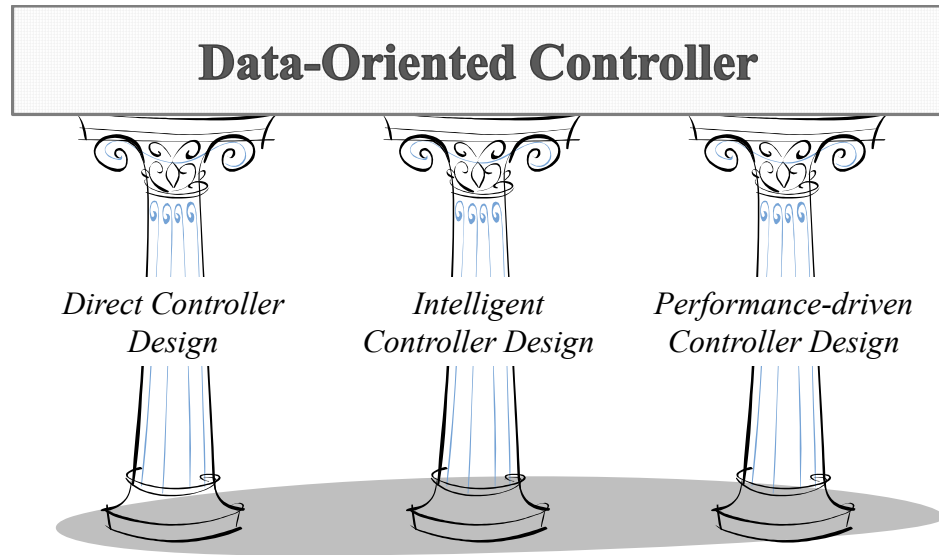 Data-Oriented Controller
Direct Controller
Design
Intelligent
Controller Design
Performance-driven
Controller Design